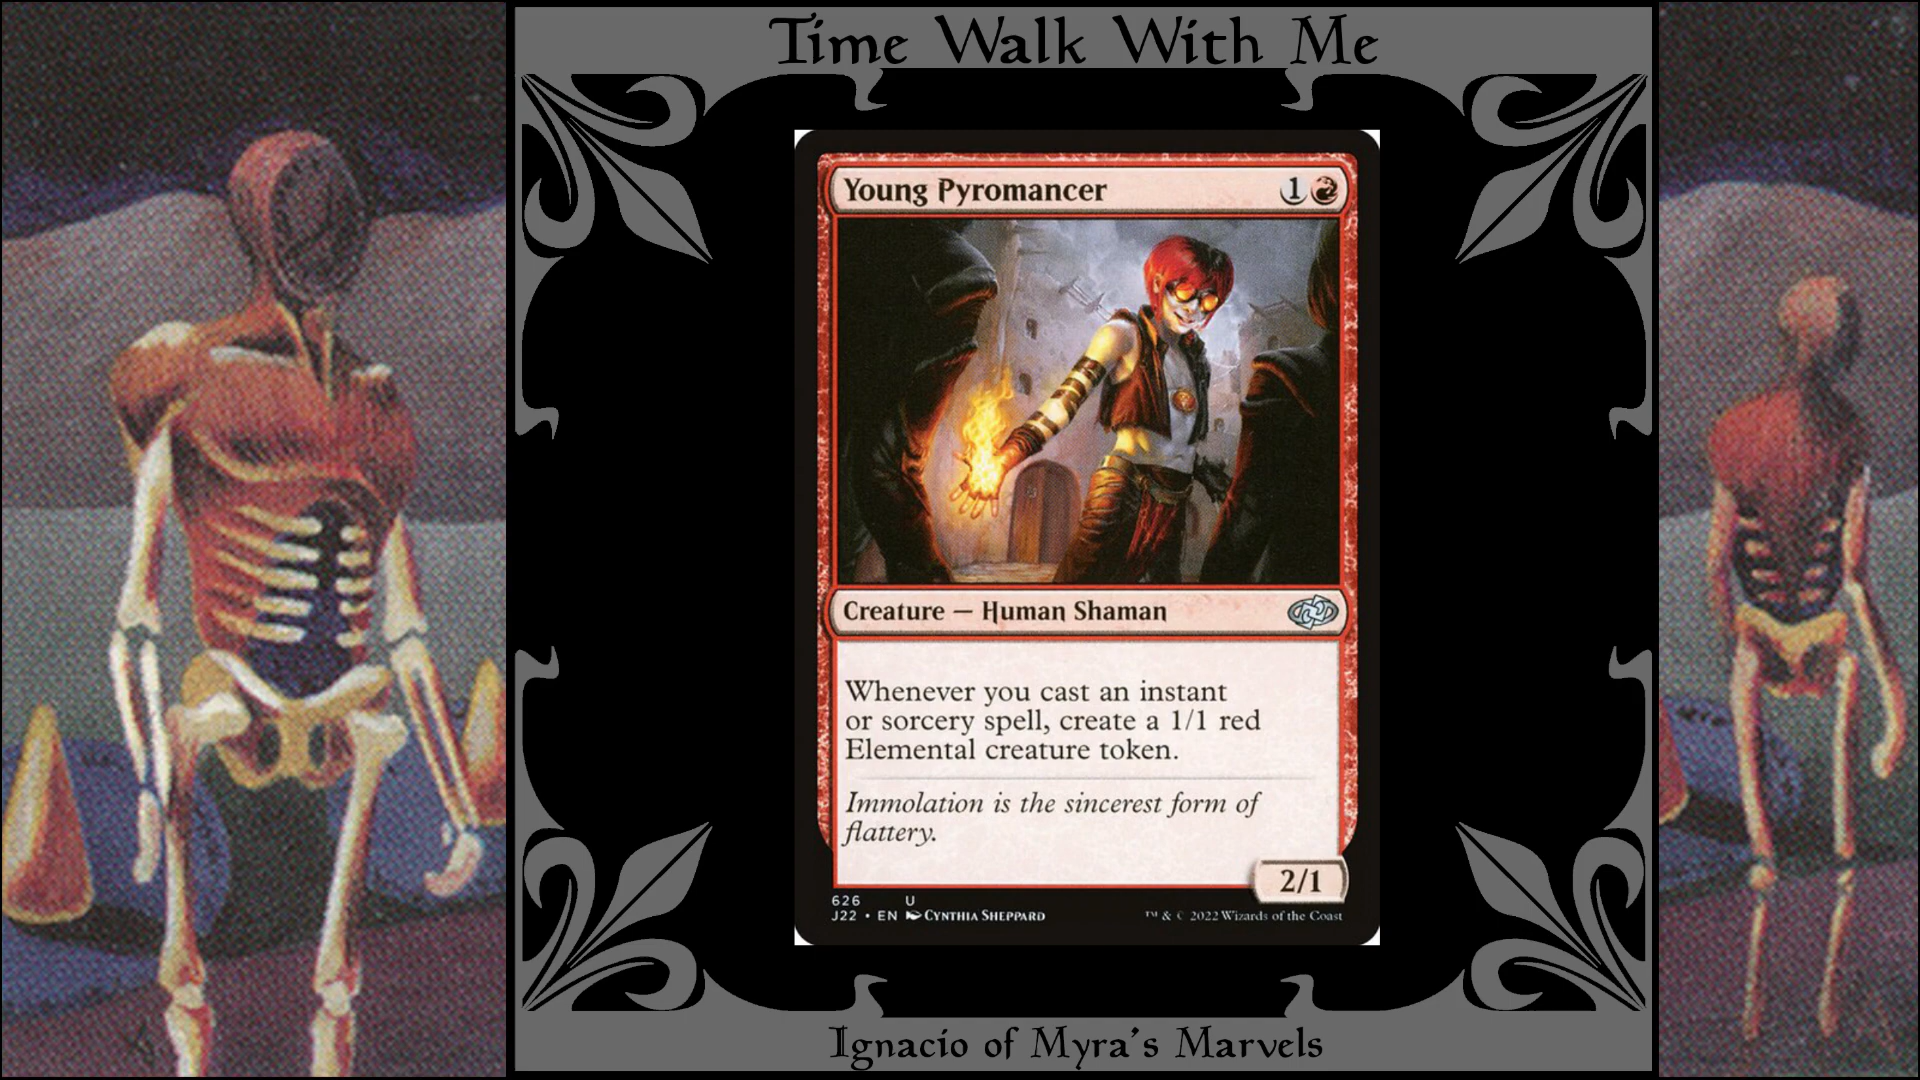 Time Walk With Me
Young Pyromancer 1
Creature — Human Shaman
Whenever you cast an instant
or sorcery spell, create a 1/1 red
Elemental creature token.
Immolation is the sincerest form of
flattery.
2/1
626 U
J22 • EN Cynthia Sheppard ™ & © 2022 Wizards of the Coast
Ignacio of Myra's Marvels